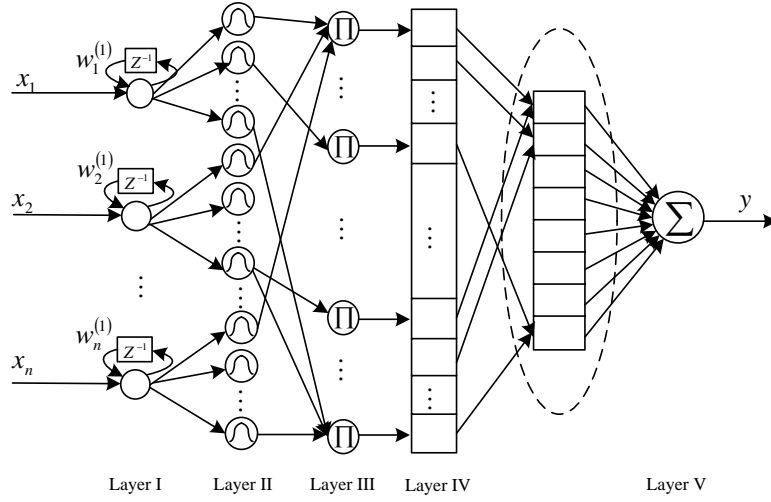 x_1
w_1^{(1)}
Z^{-1}
x_2
w_2^{(1)}
Z^{-1}
x_n
w_n^{(1)}
Z^{-1}
∏
∏
∏
∏
∑
y
Layer I
Layer II
Layer III
Layer IV
Layer V